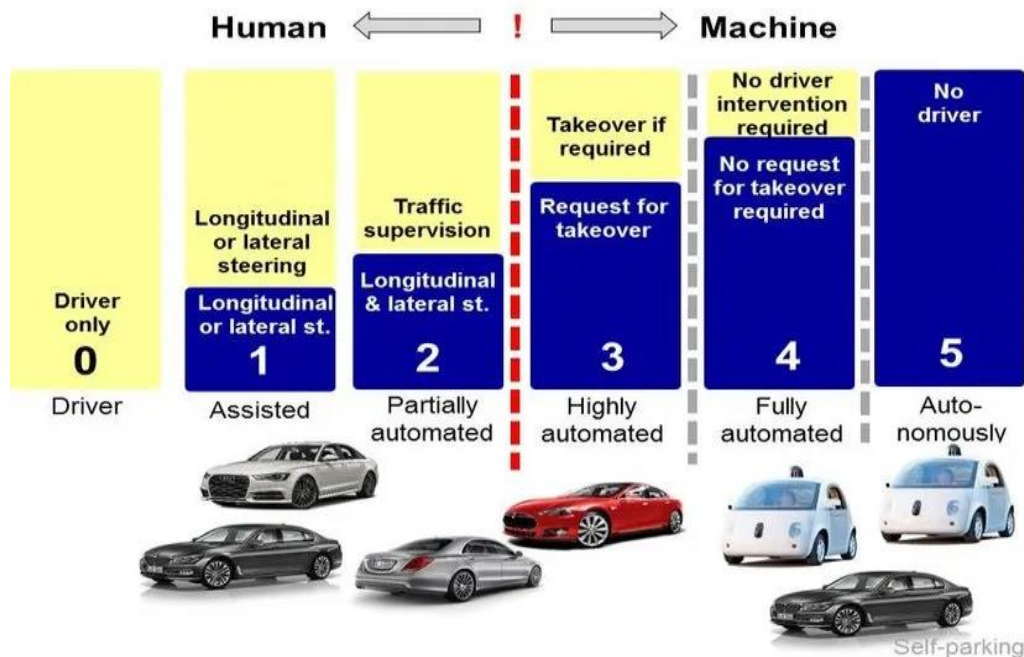 Human
!
Machine
Driver
only
0
Driver
Longitudinal
or lateral
steering
Longitudinal
or lateral st.
1
Assisted
Traffic
supervision
Longitudinal
& lateral st.
2
Partially
automated
Takeover if
required
Request for
takeover
3
Highly
automated
No driver
intervention
required
No request
for takeover
required
4
Fully
automated
No
driver
5
Auto-
nomously
Self-parking